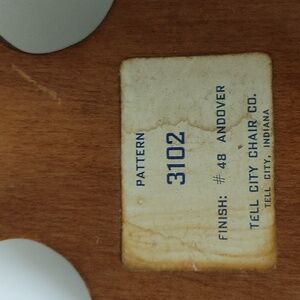 PATTERN
3102
FINISH: # 48 ANDOVER
TELL CITY CHAIR CO.
TELL CITY, INDIANA